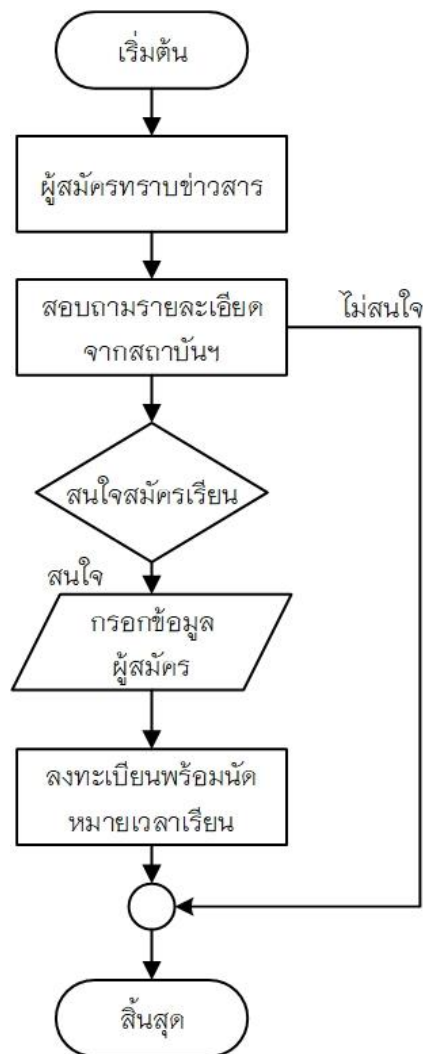 เริ่มต้น
ผู้สมัครทราบข่าวสาร
สอบถามรายละเอียด
จากสถาบันฯ
ไม่สนใจ
สนใจสมัครเรียน
สนใจ
กรอกข้อมูล
ผู้สมัคร
ลงทะเบียนพร้อมนัด
หมายเวลาเรียน
สิ้นสุด